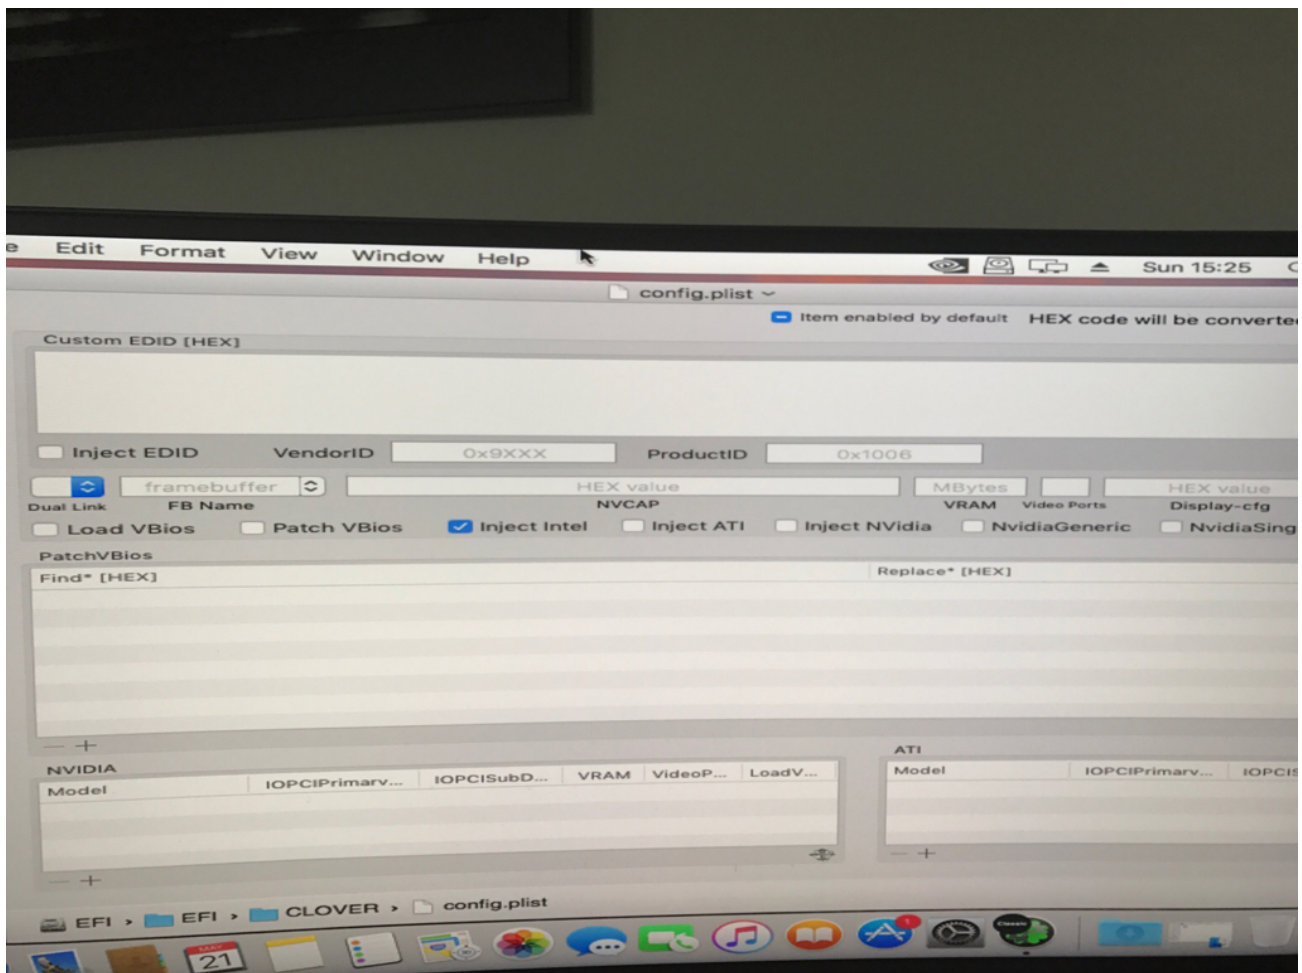 Edit Format View Window Help Sun 15:25
config.plist
Item enabled by default HEX code will be converte
Custom EDID [HEX]
Inject EDID VendorID 0x9XXX ProductID 0x1006
framebuffer HEX value MBytes HEX value
Dual Link FB Name NVCAP VRAM Video Ports Display-cfg
Load VBios Patch VBios Inject Intel Inject ATI Inject NVidia NvidiaGeneric NvidiaSing
PatchVBios
Find* [HEX] Replace* [HEX]
NVIDIA
Model IOPCIPrimary... IOPCISubD... VRAM VideoP... LoadV...
ATI
Model IOPCIPrimary... IOPCIS
EFI › EFI › CLOVER › config.plist
MAY
21
1